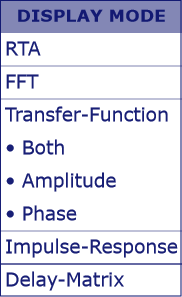 DISPLAY MODE
RTA
FFT
Transfer-Function
• Both
• Amplitude
• Phase
Impulse-Response
Delay-Matrix